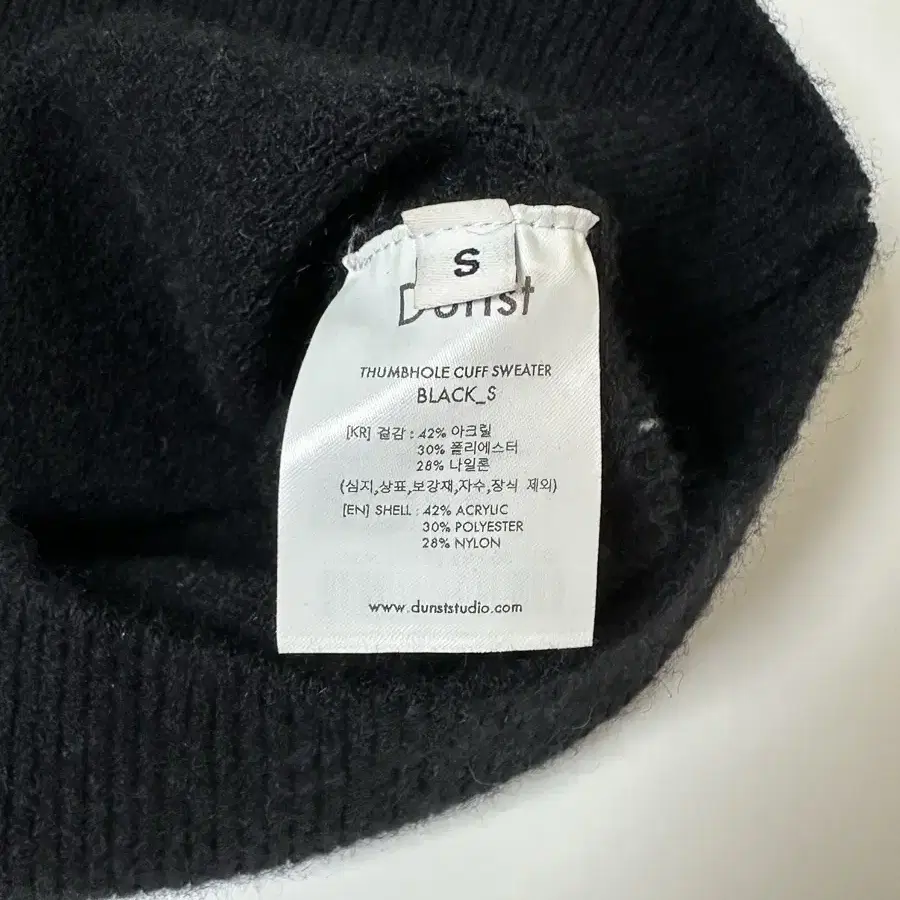 S
Dunst
THUMBHOLE CUFF SWEATER
BLACK_S
[KR] 겉감 : 42% 아크릴
30% 폴리에스터
28% 나일론
(심지,상표,보강재,자수,장식 제외)
[EN] SHELL : 42% ACRYLIC
30% POLYESTER
28% NYLON
www.dunststudio.com